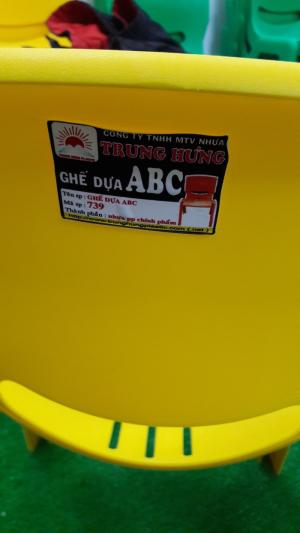 CÔNG TY TNHH MTV NHỰA
TRUNG HƯNG
GHẾ DỰA ABC
Tên sp : GHẾ DỰA ABC
Mã sp : 739
Thành phần : nhựa pp chính phẩm